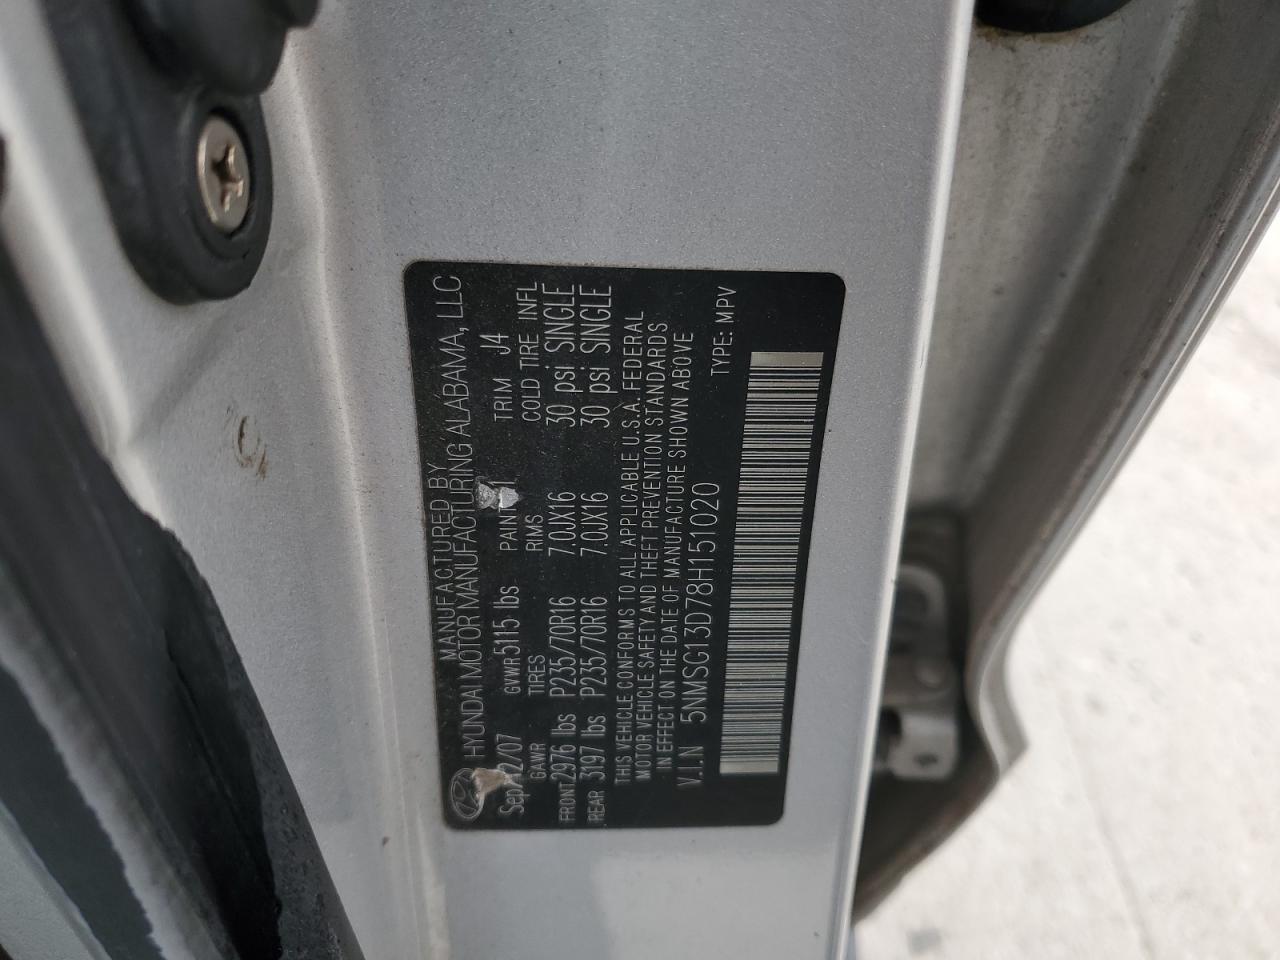 MANUFACTURED BY
HYUNDAI MOTOR MANUFACTURING ALABAMA, LLC
GVWR 5115 lbs PAINT TRIM J4
GAWR TIRES RIMS COLD TIRE INFL
FRONT 2976 lbs P235/70R16 7.0JX16 30 psi SINGLE
REAR 3197 lbs P235/70R16 7.0JX16 30 psi SINGLE
THIS VEHICLE CONFORMS TO ALL APPLICABLE U.S.A. FEDERAL
MOTOR VEHICLE SAFETY AND THEFT PREVENTION STANDARDS
IN EFFECT ON THE DATE OF MANUFACTURE SHOWN ABOVE
V.I.N 5NMSG13D78H151020 TYPE: MPV